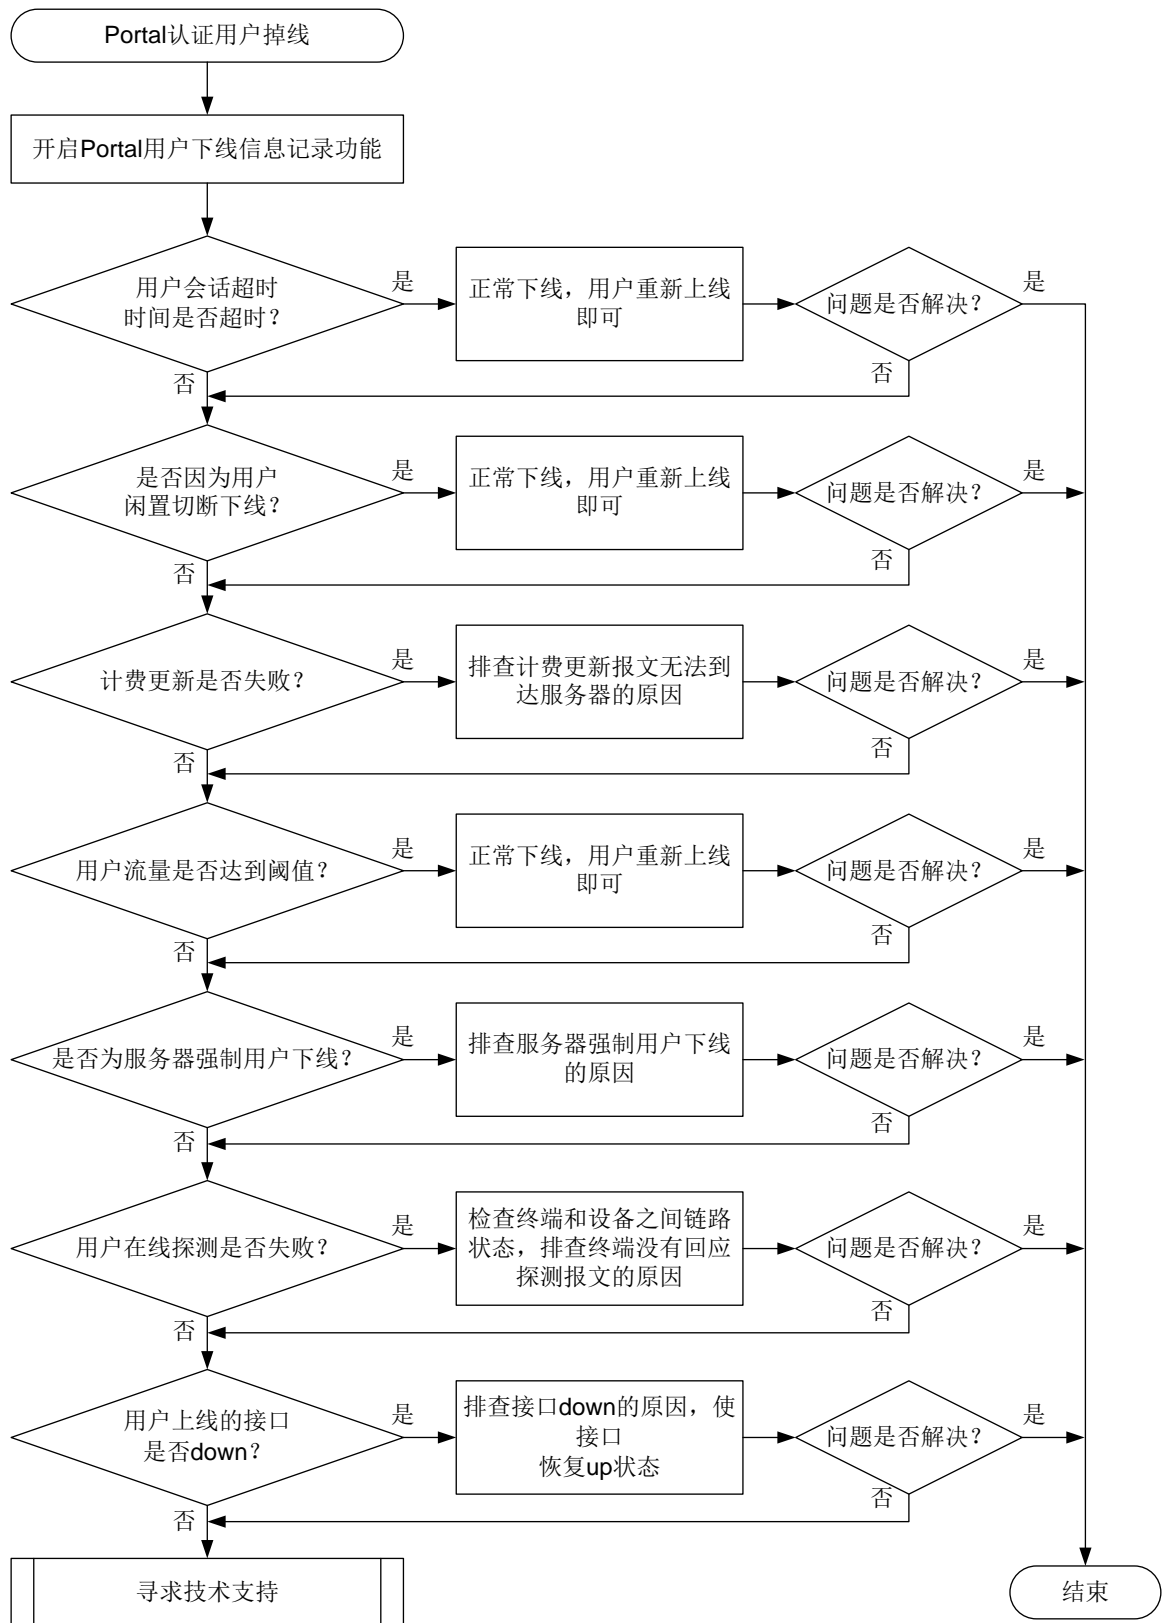 Portal认证用户掉线
开启Portal用户下线信息记录功能
用户会话超时
时间是否超时？
是
正常下线，用户重新上线
即可
问题是否解决？
是
否
否
是否因为用户
闲置切断下线？
是
正常下线，用户重新上线
即可
问题是否解决？
是
否
否
计费更新是否失败？
是
排查计费更新报文无法到
达服务器的原因
问题是否解决？
是
否
否
用户流量是否达到阈值？
是
正常下线，用户重新上线
即可
问题是否解决？
是
否
否
是否为服务器强制用户下线？
是
排查服务器强制用户下线
的原因
问题是否解决？
是
否
否
用户在线探测是否失败？
是
检查终端和设备之间链路
状态，排查终端没有回应
探测报文的原因
问题是否解决？
是
否
否
用户上线的接口
是否down？
是
排查接口down的原因，使
接口
恢复up状态
问题是否解决？
是
否
否
寻求技术支持
结束